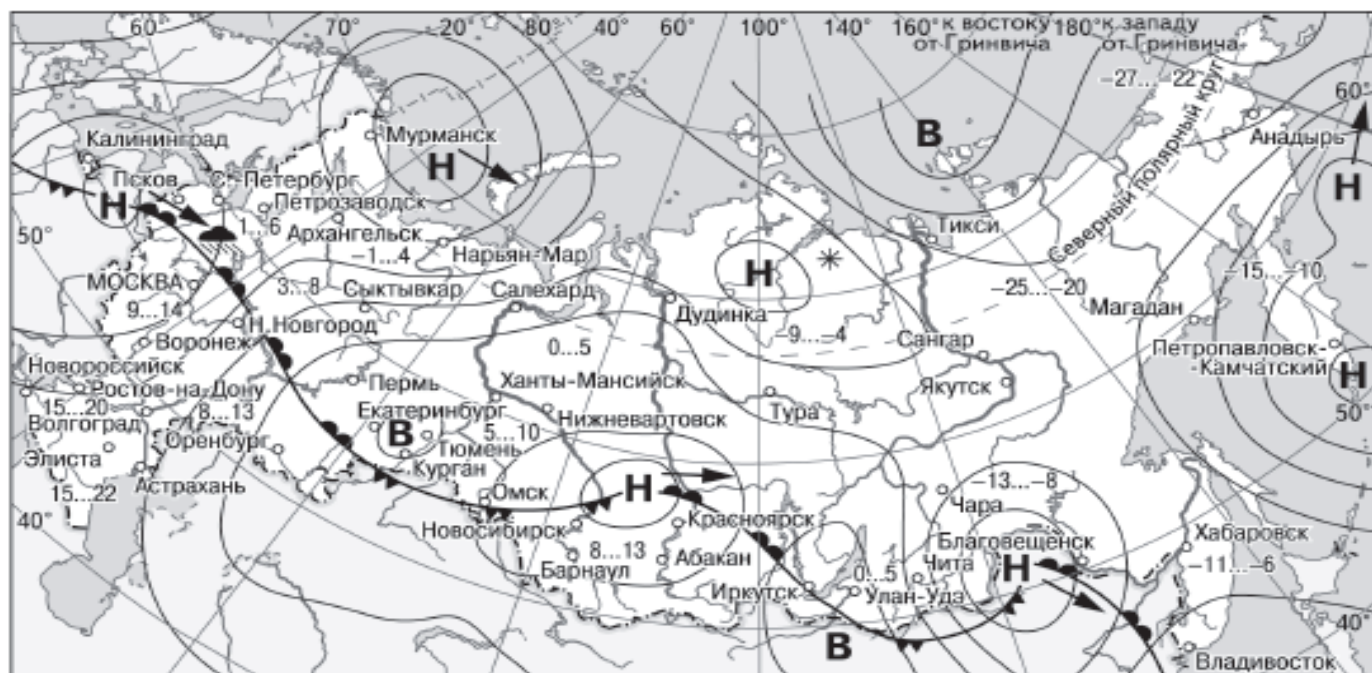 60°
70°
20°
80°
40°
60°
100°
140°
160°
к востоку
от Гринвича
180°
к западу
от Гринвича
−27...−22
60°
Северный полярный круг
Анадырь
Мурманск
Н
В
Н
Калининград
Псков
С.-Петербург
Н
Петрозаводск
1...6
Архангельск
−1...4
Нарьян-Мар
Тикси
50°
МОСКВА
9...14
3...8
Сыктывкар
Салехард
Н
Дудинка
−9...−4
−25...−20
−15...−10
Магадан
Н.Новгород
Воронеж
0...5
Сангар
Петропавловск-
-Камчатский
Н
Новороссийск
Ростов-на-Дону
Пермь
Ханты-Мансийск
Якутск
50°
15...20
Волгоград
8...13
Екатеринбург
В
5...10
Нижневартовск
Тура
Оренбург
Тюмень
Курган
Элиста
15...22
Астрахань
Омск
Н
−13...−8
Чара
40°
Новосибирск
Красноярск
Благовещенск
Хабаровск
8...13
Барнаул
Абакан
Иркутск
0...5
Чита
Улан-Удэ
Н
−11...−6
40°
В
Владивосток